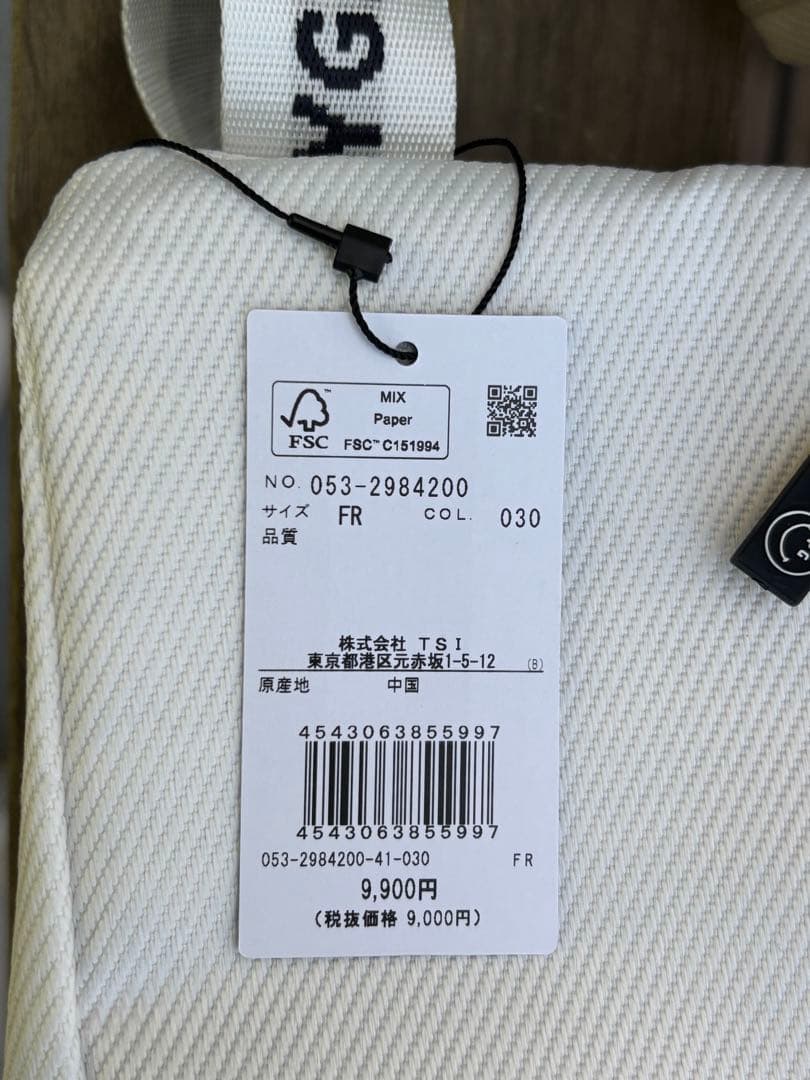 YG
MIX
Paper
FSC™ C151994
FSC™
NO. 053-2984200
サイズ FR COL. 030
品質
株式会社 TSI
東京都港区元赤坂1-5-12 (B)
原産地 中国
4543063855997
4543063855997
053-2984200-41-030 FR
9,900円
(税抜価格 9,000円)